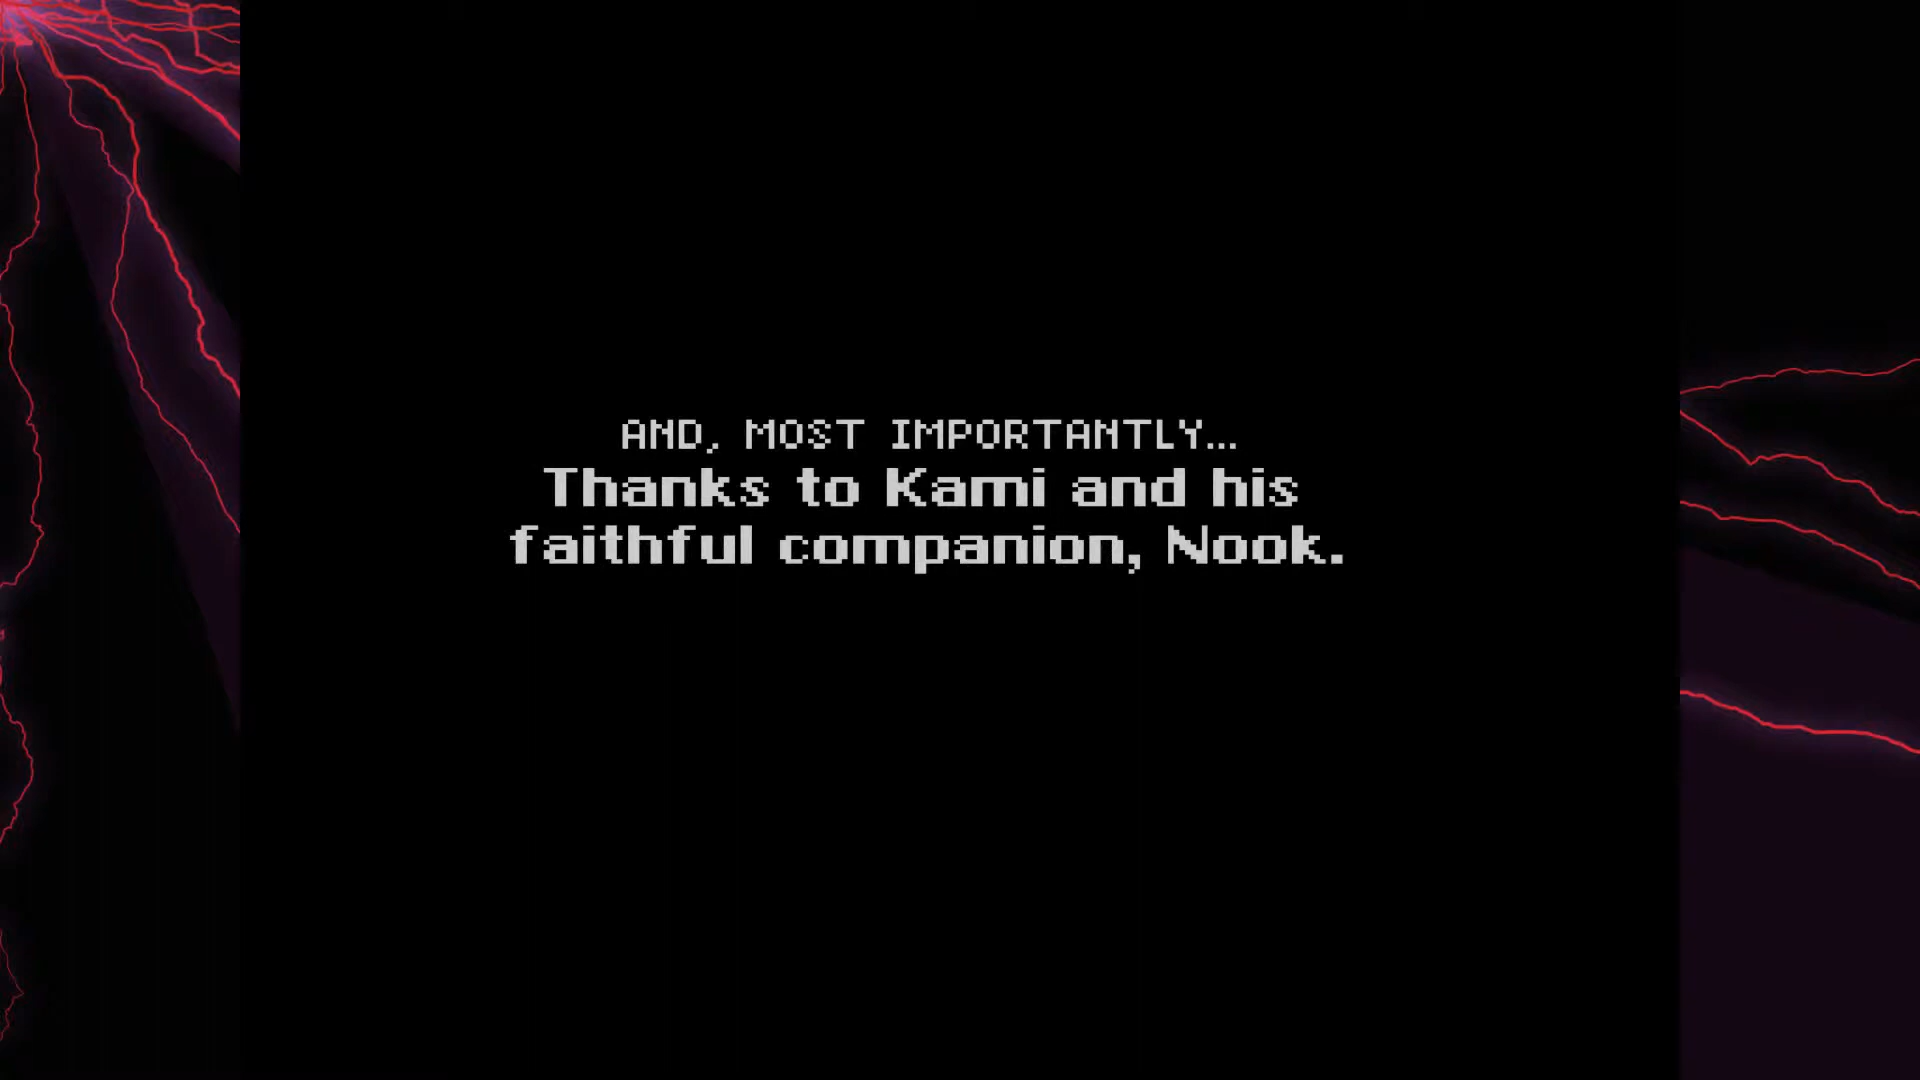 AND, MOST IMPORTANTLY...
Thanks to Kami and his
faithful companion, Nook.